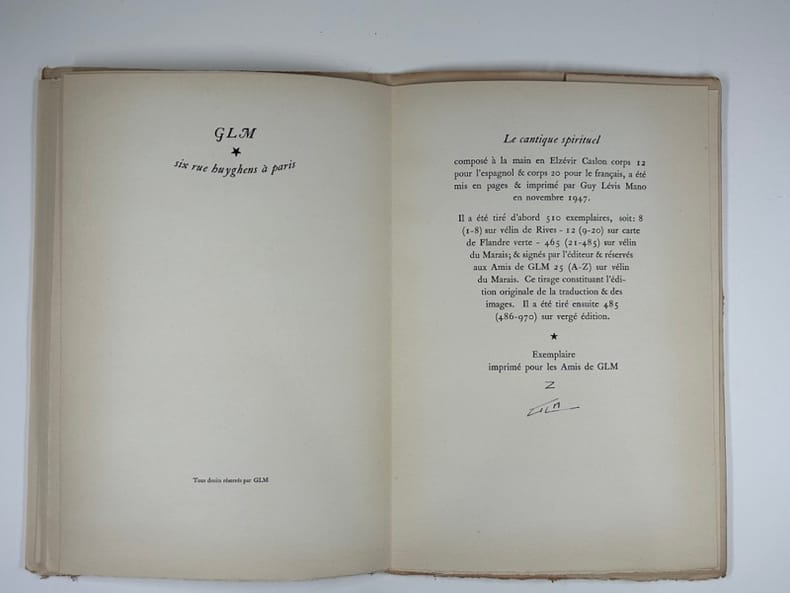 GLM
★
six rue huyghens à paris
Tous droits réservés par GLM
Le cantique spirituel
composé à la main en Elzévir Caslon corps 12
pour l'espagnol & corps 20 pour le français, a été
mis en pages & imprimé par Guy Lévis Mano
en novembre 1947.
Il a été tiré d'abord 510 exemplaires, soit: 8
(1-8) sur vélin de Rives - 12 (9-20) sur carte
de Flandre verte - 465 (21-485) sur vélin
du Marais; & signés par l'éditeur & réservés
aux Amis de GLM 25 (A-Z) sur vélin
du Marais. Ce tirage constituant l'édi-
tion originale de la traduction & des
images. Il a été tiré ensuite 485
(486-970) sur vergé édition.
★
Exemplaire
imprimé pour les Amis de GLM
Z
GLM